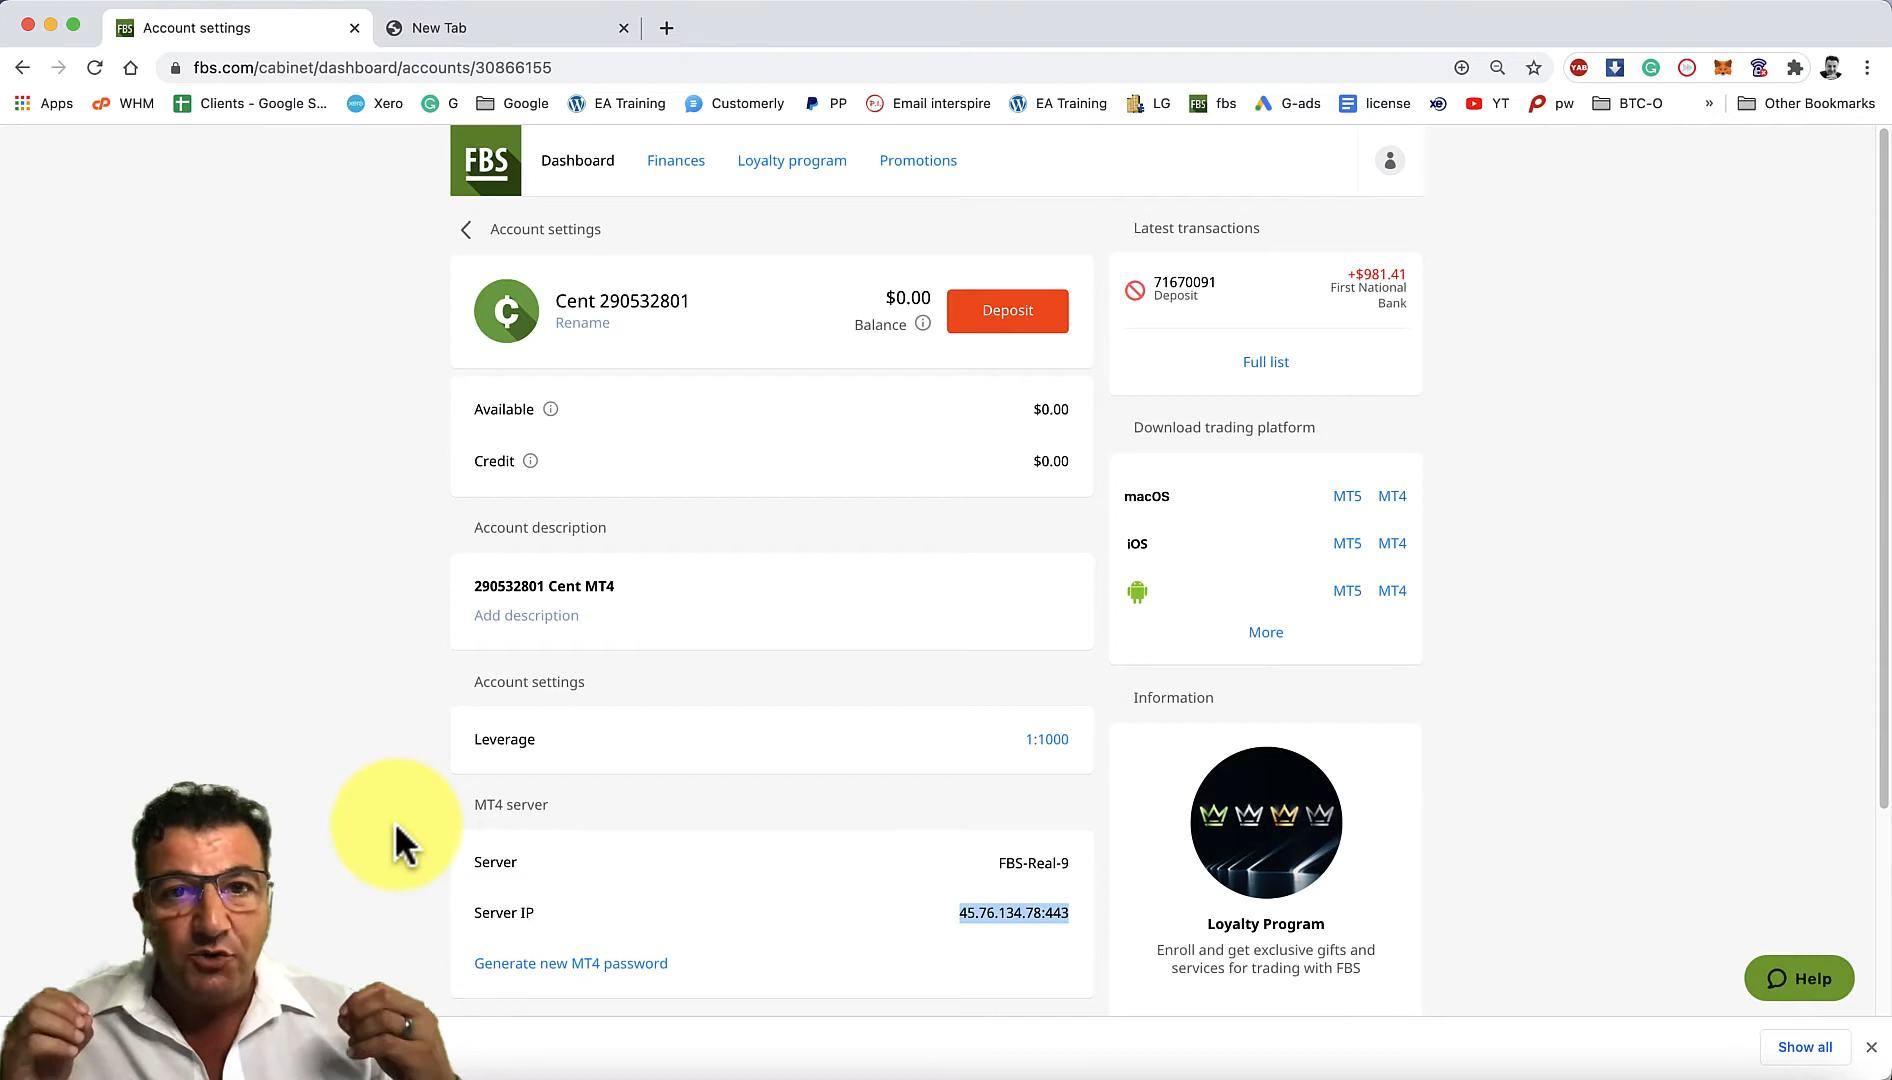 FBS Account settings
New Tab
fbs.com/cabinet/dashboard/accounts/30866155
YAB
Apps
cP WHM
Clients - Google S...
xero Xero
G G
Google
EA Training
Customerly
PP
P.I. Email interspire
EA Training
LG
FBS fbs
G-ads
license
xe
YT
pw
BTC-O
»
Other Bookmarks
FBS
Dashboard
Finances
Loyalty program
Promotions
Account settings
Cent 290532801
Rename
$0.00
Balance
Deposit
Available
$0.00
Credit
$0.00
Account description
290532801 Cent MT4
Add description
Account settings
Leverage
1:1000
MT4 server
Server
FBS-Real-9
Server IP
45.76.134.78:443
Generate new MT4 password
Latest transactions
71670091
Deposit
+$981.41
First National
Bank
Full list
Download trading platform
macOS MT5 MT4
iOS MT5 MT4
MT5 MT4
More
Information
Loyalty Program
Enroll and get exclusive gifts and
services for trading with FBS
Help
Show all